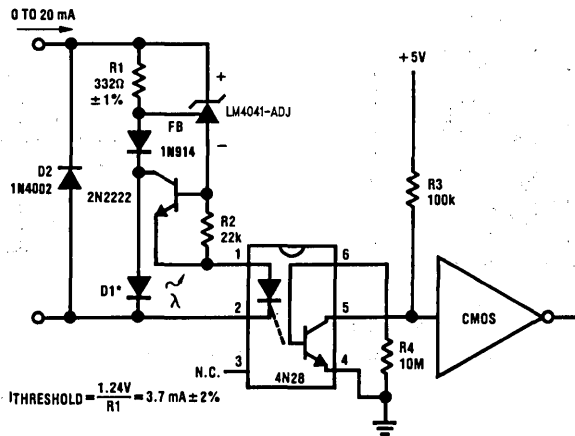 0 TO 20 mA
R1
332Ω
±1%
+
LM4041-ADJ
FB
−
1N914
D2
1N4002
2N2222
R2
22k
D1*
λ
+5V
R3
100k
1
2
3
N.C.
6
5
4
4N28
R4
10M
CMOS
ITHRESHOLD = 1.24V / R1 = 3.7 mA ± 2%